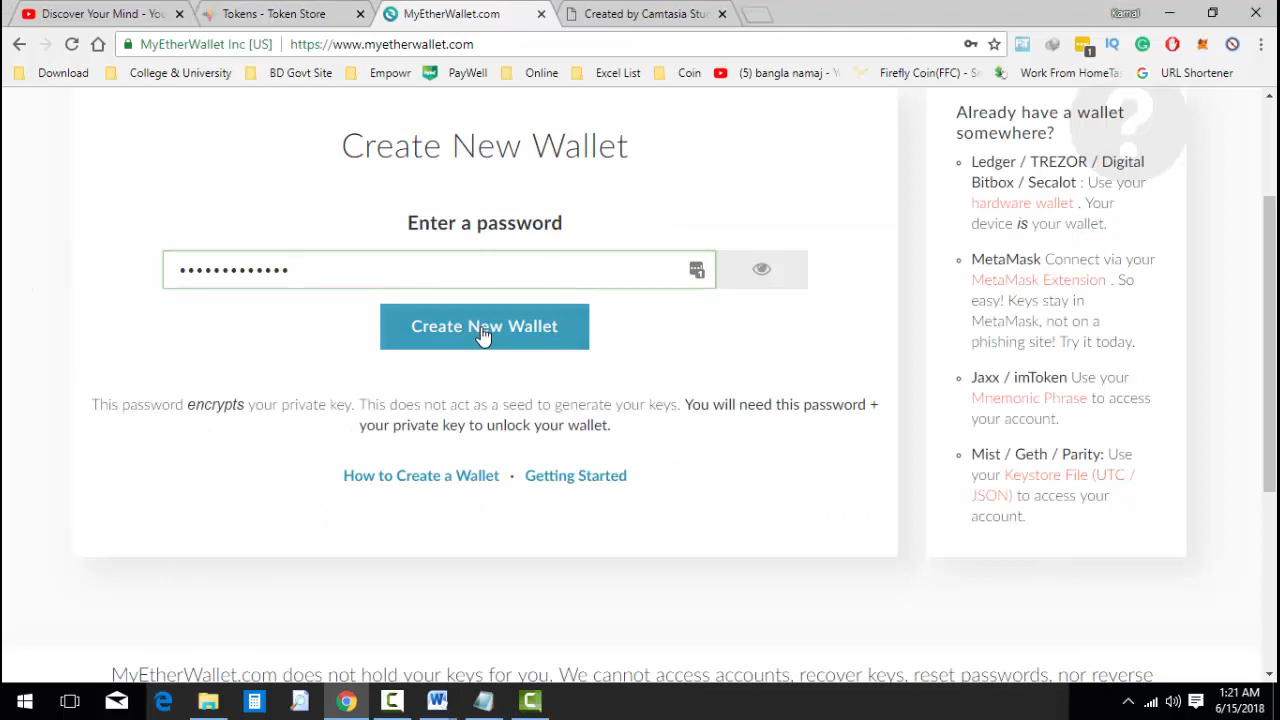 Discover Your Mind - You
Tokens - Token Store
MyEtherWallet.com
Created by Camtasia Stu
Kamal
MyEtherWallet Inc [US]
https://www.myetherwallet.com
1
Download
College & University
BD Gsst Site
Empowr
PayWell
Online
Excel List
Coin
(5) bangla namaj - Y
Firefly Coin(FFC) - S
Work From HomeTas
URL Shortener
Create New Wallet
Enter a password
•••••••••••••
1
Create New Wallet
This password encrypts your private key. This does not act as a seed to generate your keys. You will need this password +
your private key to unlock your wallet.
How to Create a Wallet · Getting Started
Already have a wallet
somewhere?
Ledger / TREZOR / Digital
Bitbox / Secalot : Use your
hardware wallet . Your
device is your wallet.
MetaMask Connect via your
MetaMask Extension . So
easy! Keys stay in
MetaMask, not on a
phishing site! Try it today.
Jaxx / imToken Use your
Mnemonic Phrase to access
your account.
Mist / Geth / Parity: Use
your Keystore File (UTC /
JSON) to access your
account.
MyEtherWallet.com does not hold your keys for you. We cannot access accounts, recover keys, reset passwords, nor reverse
1:21 AM
6/15/2018